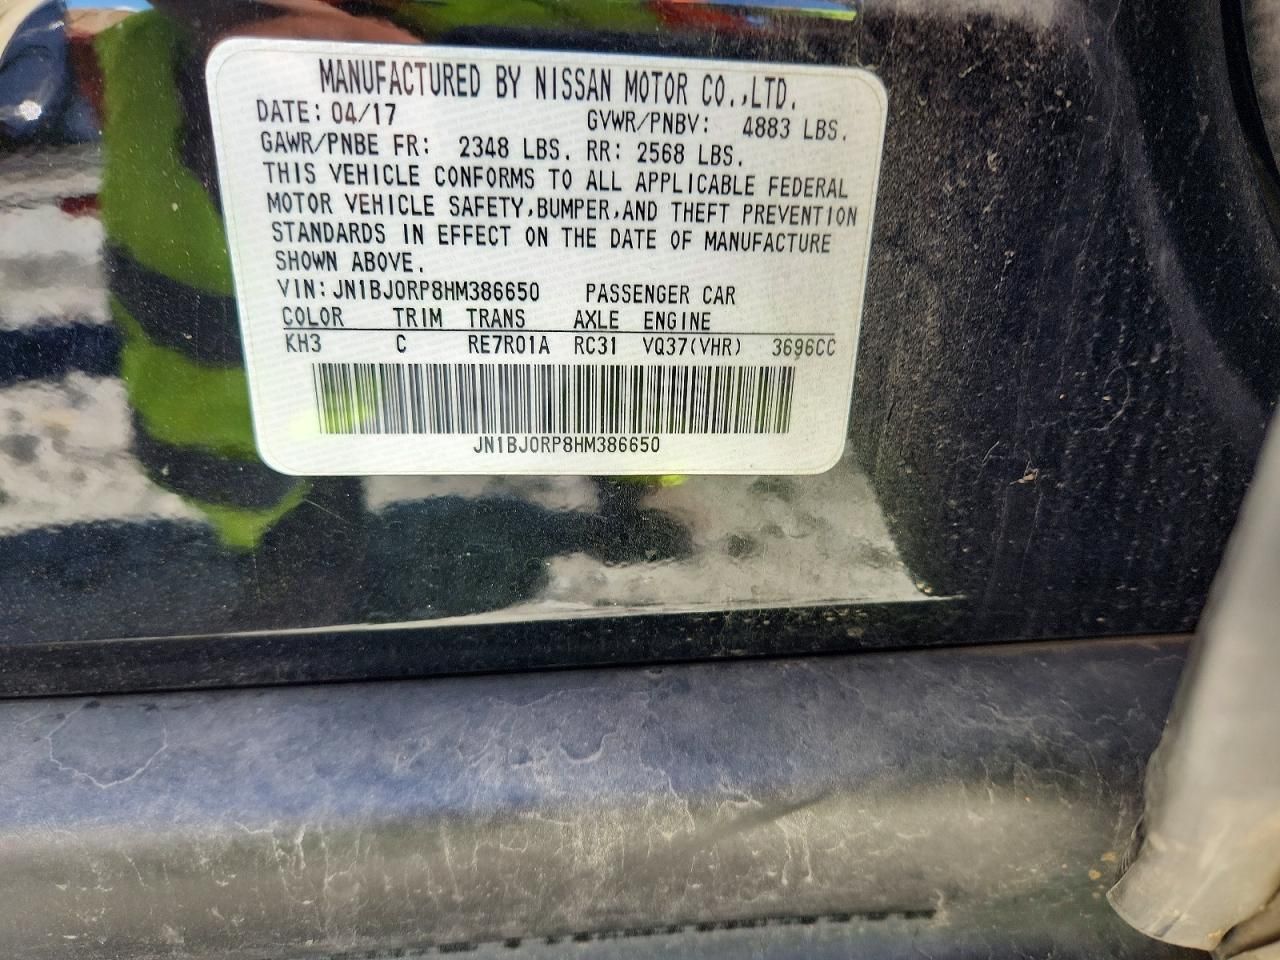 MANUFACTURED BY NISSAN MOTOR CO.,LTD.
DATE: 04/17 GVWR/PNBV: 4883 LBS.
GAWR/PNBE FR: 2348 LBS. RR: 2568 LBS.
THIS VEHICLE CONFORMS TO ALL APPLICABLE FEDERAL
MOTOR VEHICLE SAFETY,BUMPER,AND THEFT PREVENTION
STANDARDS IN EFFECT ON THE DATE OF MANUFACTURE
SHOWN ABOVE.
VIN: JN1BJ0RP8HM386650 PASSENGER CAR
COLOR TRIM TRANS AXLE ENGINE
KH3 C RE7R01A RC31 VQ37(VHR) 3696CC
JN1BJ0RP8HM386650